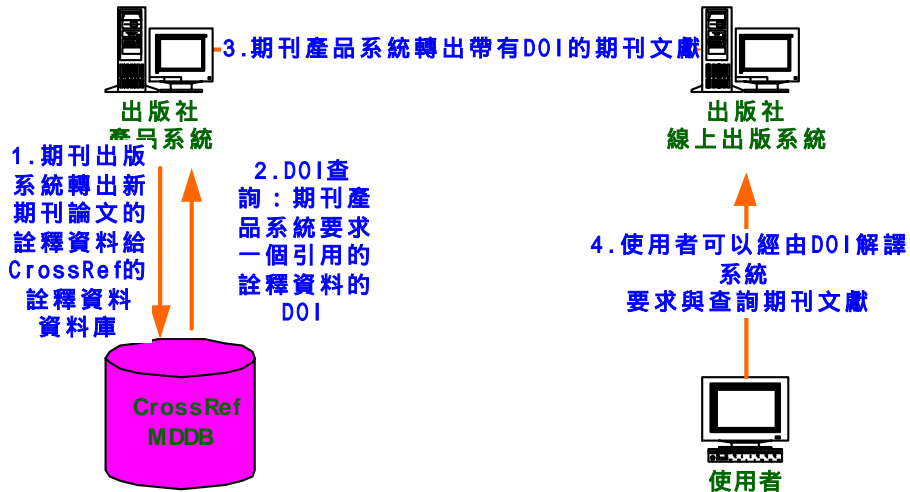 3.期刊產品系統轉出帶有DOI的期刊文獻
出版社
產品系統
出版社
線上出版系統
1.期刊出版
系統轉出新
期刊論文的
詮釋資料給
CrossRef的
詮釋資料
資料庫
2.DOI查
詢：期刊產
品系統要求
一個引用的
詮釋資料的
DOI
4.使用者可以經由DOI解譯
系統
要求與查詢期刊文獻
CrossRef
MDDB
使用者